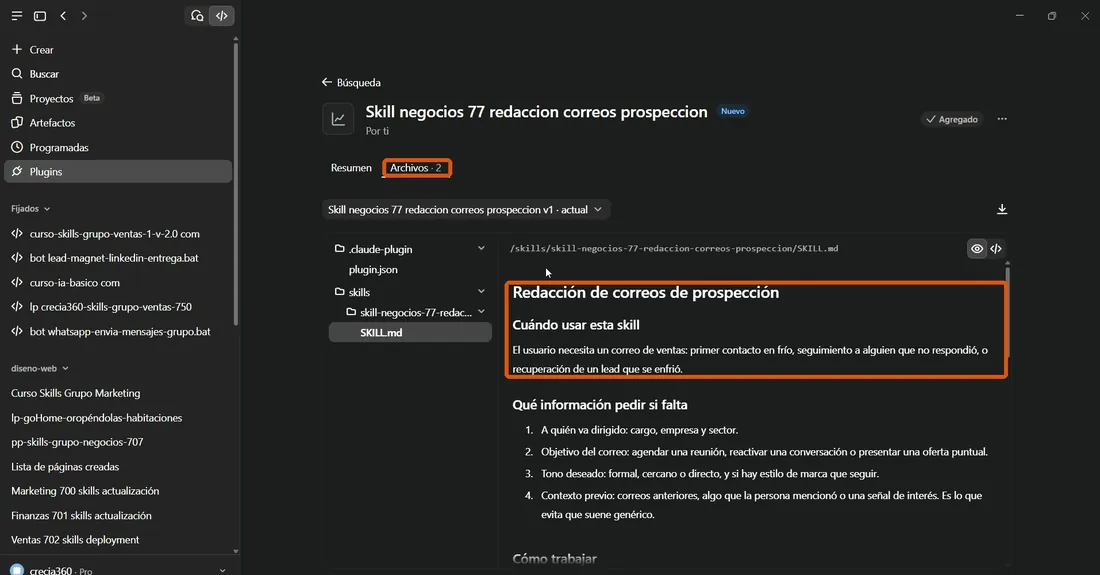 Crear
Buscar
Proyectos Beta
Artefactos
Programadas
Plugins
Fijados
curso-skills-grupo-ventas-1-v-2.0 com
bot lead-magnet-linkedin-entrega.bat
curso-ia-basico com
lp crecia360-skills-grupo-ventas-750
bot whatsapp-envia-mensajes-grupo.bat
diseno-web
Curso Skills Grupo Marketing
lp-goHome-oropéndolas-habitaciones
pp-skills-grupo-negocios-707
Lista de páginas creadas
Marketing 700 skills actualización
Finanzas 701 skills actualización
Ventas 702 skills deployment
crecia360 · Pro
Búsqueda
Skill negocios 77 redaccion correos prospeccion Nuevo
Por ti
Agregado
Resumen Archivos · 2
Skill negocios 77 redaccion correos prospeccion v1 · actual
.claude-plugin
plugin.json
skills
skill-negocios-77-redac...
SKILL.md
/skills/skill-negocios-77-redaccion-correos-prospeccion/SKILL.md
Redacción de correos de prospección
Cuándo usar esta skill
El usuario necesita un correo de ventas: primer contacto en frío, seguimiento a alguien que no respondió, o
recuperación de un lead que se enfrió.
Qué información pedir si falta
1. A quién va dirigido: cargo, empresa y sector.
2. Objetivo del correo: agendar una reunión, reactivar una conversación o presentar una oferta puntual.
3. Tono deseado: formal, cercano o directo, y si hay estilo de marca que seguir.
4. Contexto previo: correos anteriores, algo que la persona mencionó o una señal de interés. Es lo que
evita que suene genérico.
Cómo trabajar